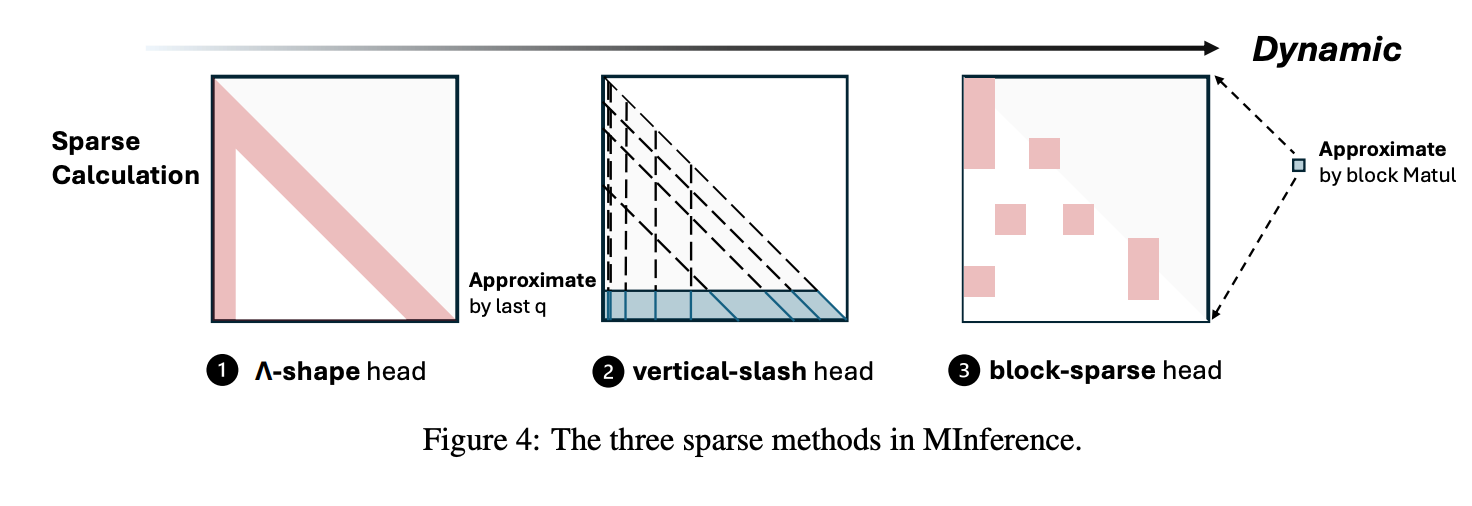 Dynamic
Sparse
Calculation
Approximate
by last q
Approximate
by block Matul
1 Λ-shape head
2 vertical-slash head
3 block-sparse head
Figure 4: The three sparse methods in MInference.